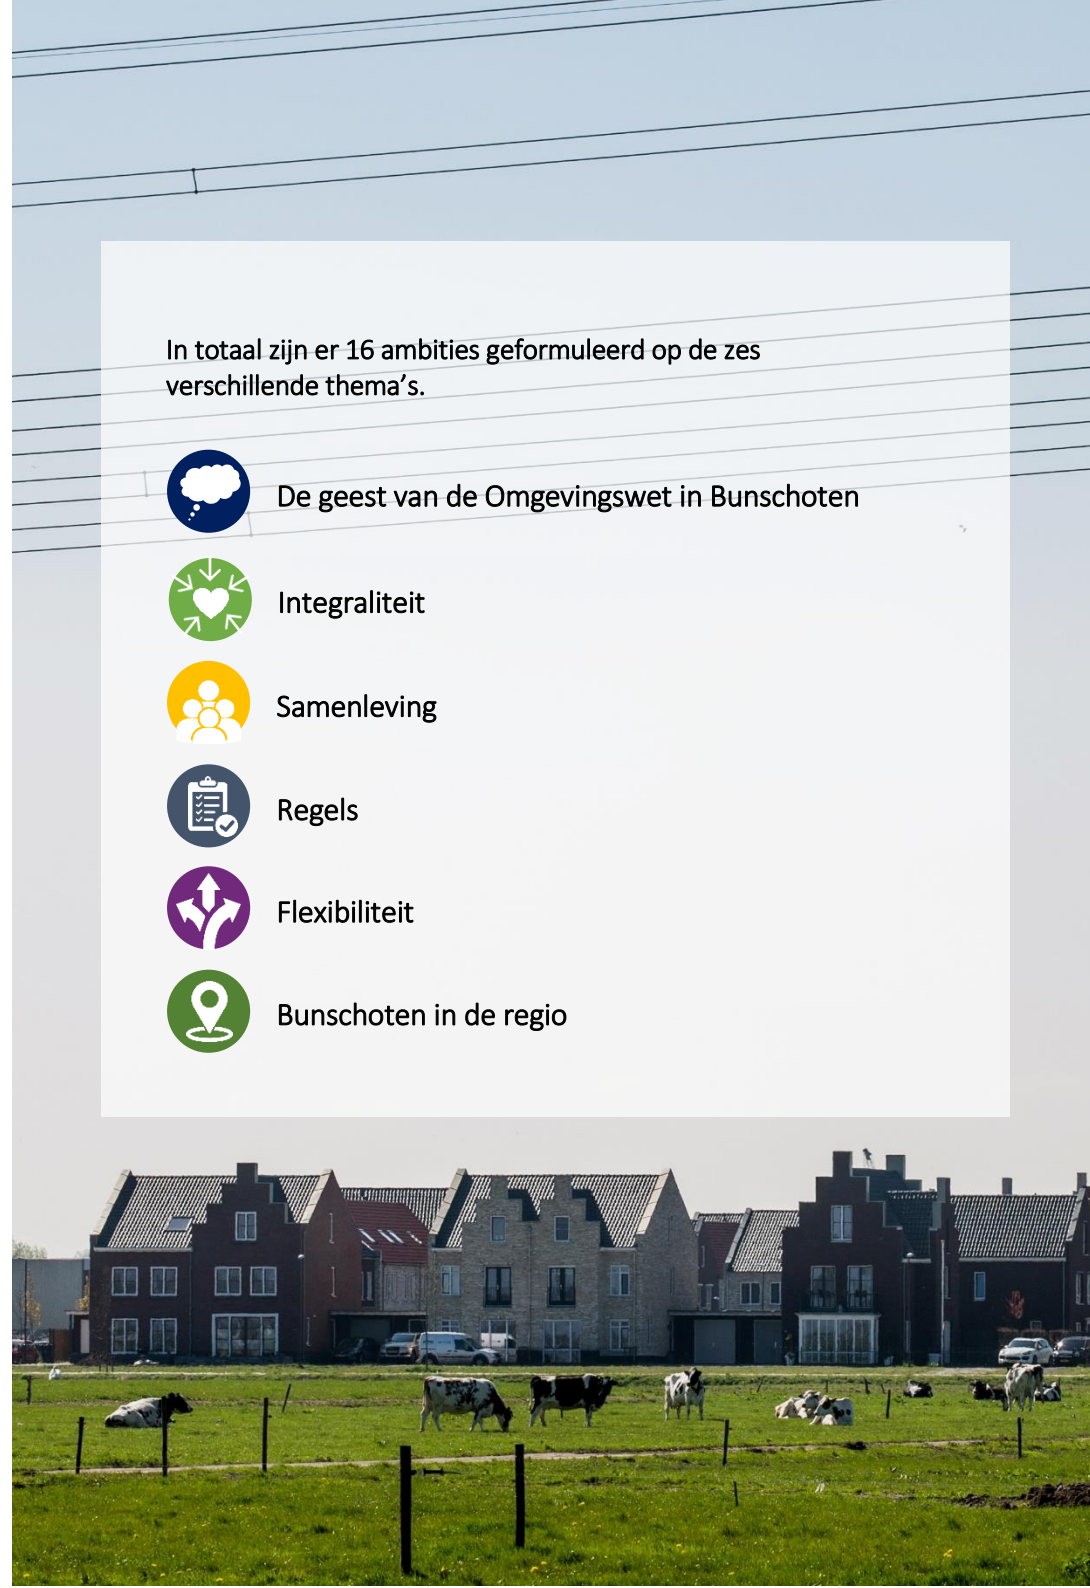 In totaal zijn er 16 ambities geformuleerd op de zes
verschillende thema’s.
De geest van de Omgevingswet in Bunschoten
Integraliteit
Samenleving
Regels
Flexibiliteit
Bunschoten in de regio